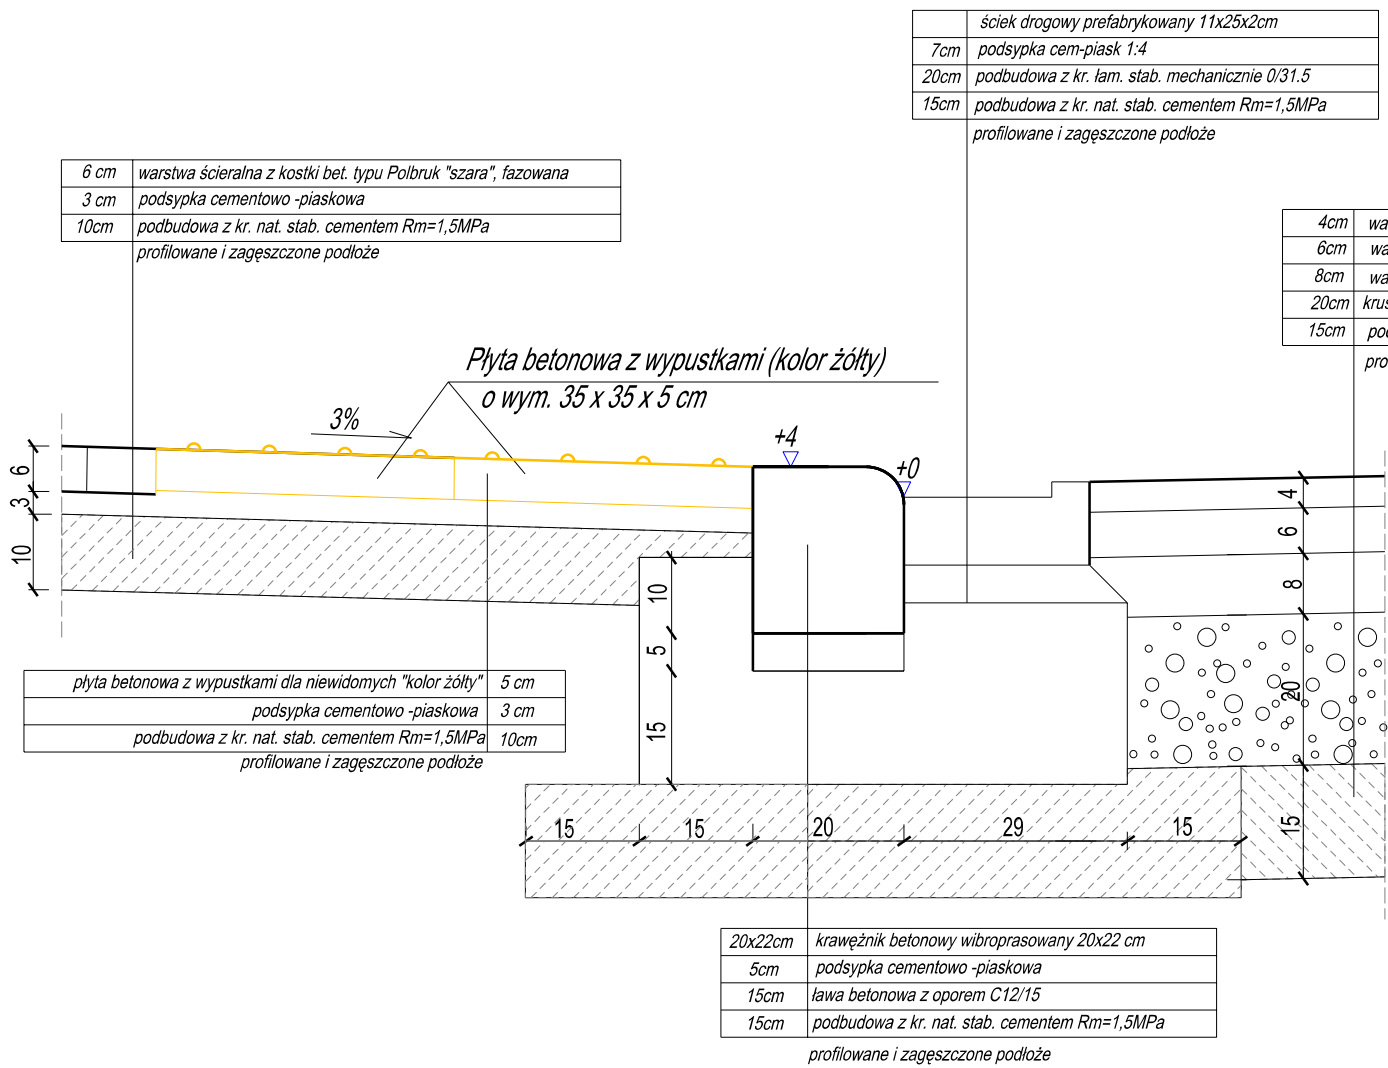 ściek drogowy prefabrykowany 11x25x2cm
7cm podsypka cem-piask 1:4
20cm podbudowa z kr. łam. stab. mechanicznie 0/31.5
15cm podbudowa z kr. nat. stab. cementem Rm=1,5MPa
profilowane i zagęszczone podłoże
6 cm warstwa ścieralna z kostki bet. typu Polbruk "szara", fazowana
3 cm podsypka cementowo -piaskowa
10cm podbudowa z kr. nat. stab. cementem Rm=1,5MPa
profilowane i zagęszczone podłoże
4cm wa
6cm wa
8cm wa
20cm krus
15cm pod
pro
Płyta betonowa z wypustkami (kolor żółty)
o wym. 35 x 35 x 5 cm
3%
+4
+0
6
3
10
10
5
15
4
6
8
20
15
płyta betonowa z wypustkami dla niewidomych "kolor żółty" 5 cm
podsypka cementowo -piaskowa 3 cm
podbudowa z kr. nat. stab. cementem Rm=1,5MPa 10cm
profilowane i zagęszczone podłoże
15 15 20 29 15
20x22cm krawężnik betonowy wibroprasowany 20x22 cm
5cm podsypka cementowo -piaskowa
15cm ława betonowa z oporem C12/15
15cm podbudowa z kr. nat. stab. cementem Rm=1,5MPa
profilowane i zagęszczone podłoże